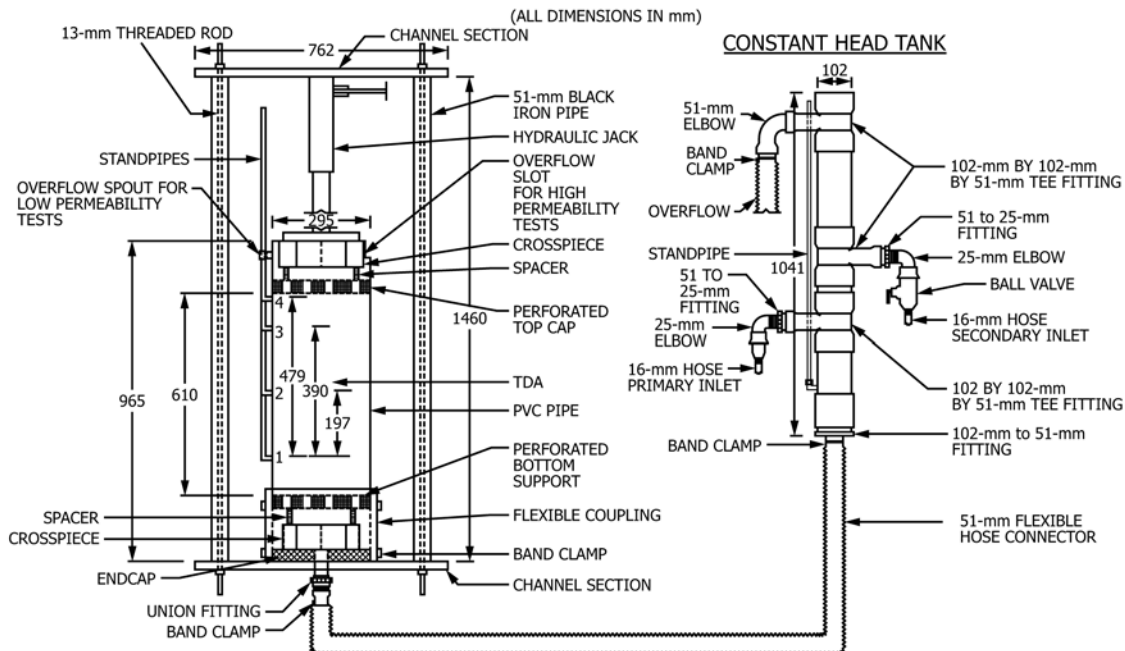 (ALL DIMENSIONS IN mm)
13-mm THREADED ROD
762
CHANNEL SECTION
51-mm BLACK
IRON PIPE
HYDRAULIC JACK
STANDPIPES
OVERFLOW
SLOT
FOR HIGH
PERMEABILITY
TESTS
OVERFLOW SPOUT FOR
LOW PERMEABILITY
TESTS
295
CROSSPIECE
SPACER
PERFORATED
TOP CAP
1460
4
3
479
390
TDA
2
197
PVC PIPE
965
610
1
PERFORATED
BOTTOM
SUPPORT
SPACER
FLEXIBLE COUPLING
CROSSPIECE
BAND CLAMP
ENDCAP
CHANNEL SECTION
UNION FITTING
BAND CLAMP
CONSTANT HEAD TANK
102
51-mm
ELBOW
BAND
CLAMP
102-mm BY 102-mm
BY 51-mm TEE FITTING
OVERFLOW
51 to 25-mm
FITTING
STANDPIPE
1041
25-mm ELBOW
51 TO
25-mm
FITTING
BALL VALVE
25-mm
ELBOW
16-mm HOSE
SECONDARY INLET
16-mm HOSE
PRIMARY INLET
102 BY 102-mm
BY 51-mm TEE FITTING
BAND CLAMP
102-mm to 51-mm
FITTING
51-mm FLEXIBLE
HOSE CONNECTOR